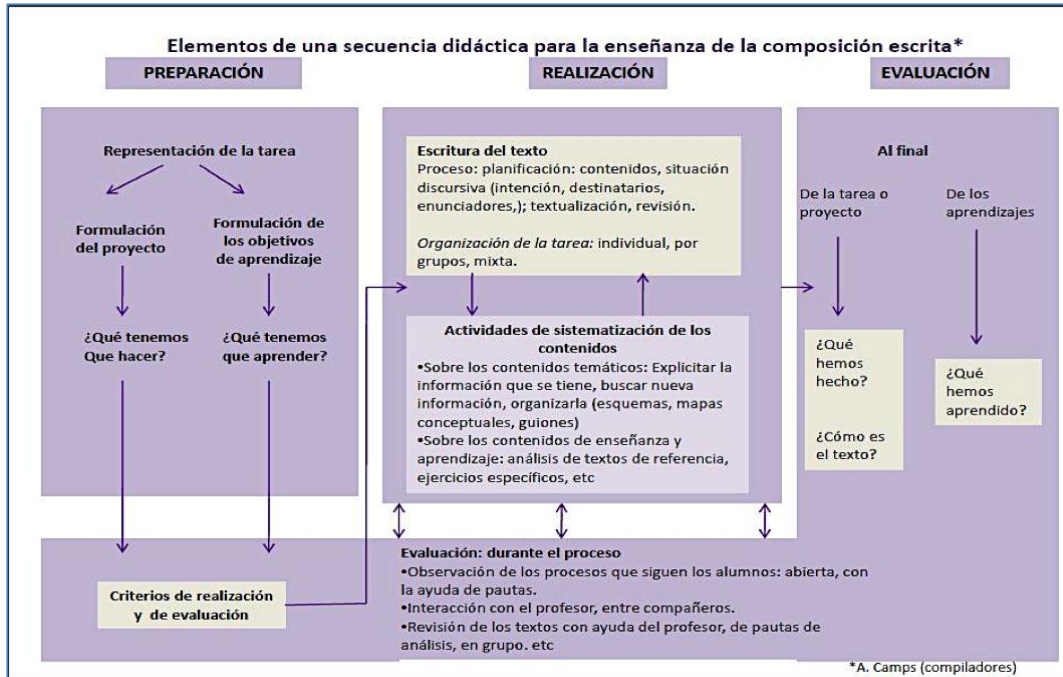 Elementos de una secuencia didáctica para la enseñanza de la composición escrita*
PREPARACIÓN
REALIZACIÓN
EVALUACIÓN
Representación de la tarea
Formulación
del proyecto
Formulación de
los objetivos
de aprendizaje
¿Qué tenemos
Que hacer?
¿Qué tenemos
que aprender?
Criterios de realización
y de evaluación
Escritura del texto
Proceso: planificación: contenidos, situación
discursiva (intención, destinatarios,
enunciadores,); textualización, revisión.
Organización de la tarea: individual, por
grupos, mixta.
Actividades de sistematización de los
contenidos
•Sobre los contenidos temáticos: Explicitar la
información que se tiene, buscar nueva
información, organizarla (esquemas, mapas
conceptuales, guiones)
•Sobre los contenidos de enseñanza y
aprendizaje: análisis de textos de referencia,
ejercicios específicos, etc
Evaluación: durante el proceso
•Observación de los procesos que siguen los alumnos: abierta, con
la ayuda de pautas.
•Interacción con el profesor, entre compañeros.
•Revisión de los textos con ayuda del profesor, de pautas de
análisis, en grupo. etc
Al final
De la tarea o
proyecto
De los
aprendizajes
¿Qué
hemos
hecho?
¿Cómo es
el texto?
¿Qué
hemos
aprendido?
*A. Camps (compiladores)